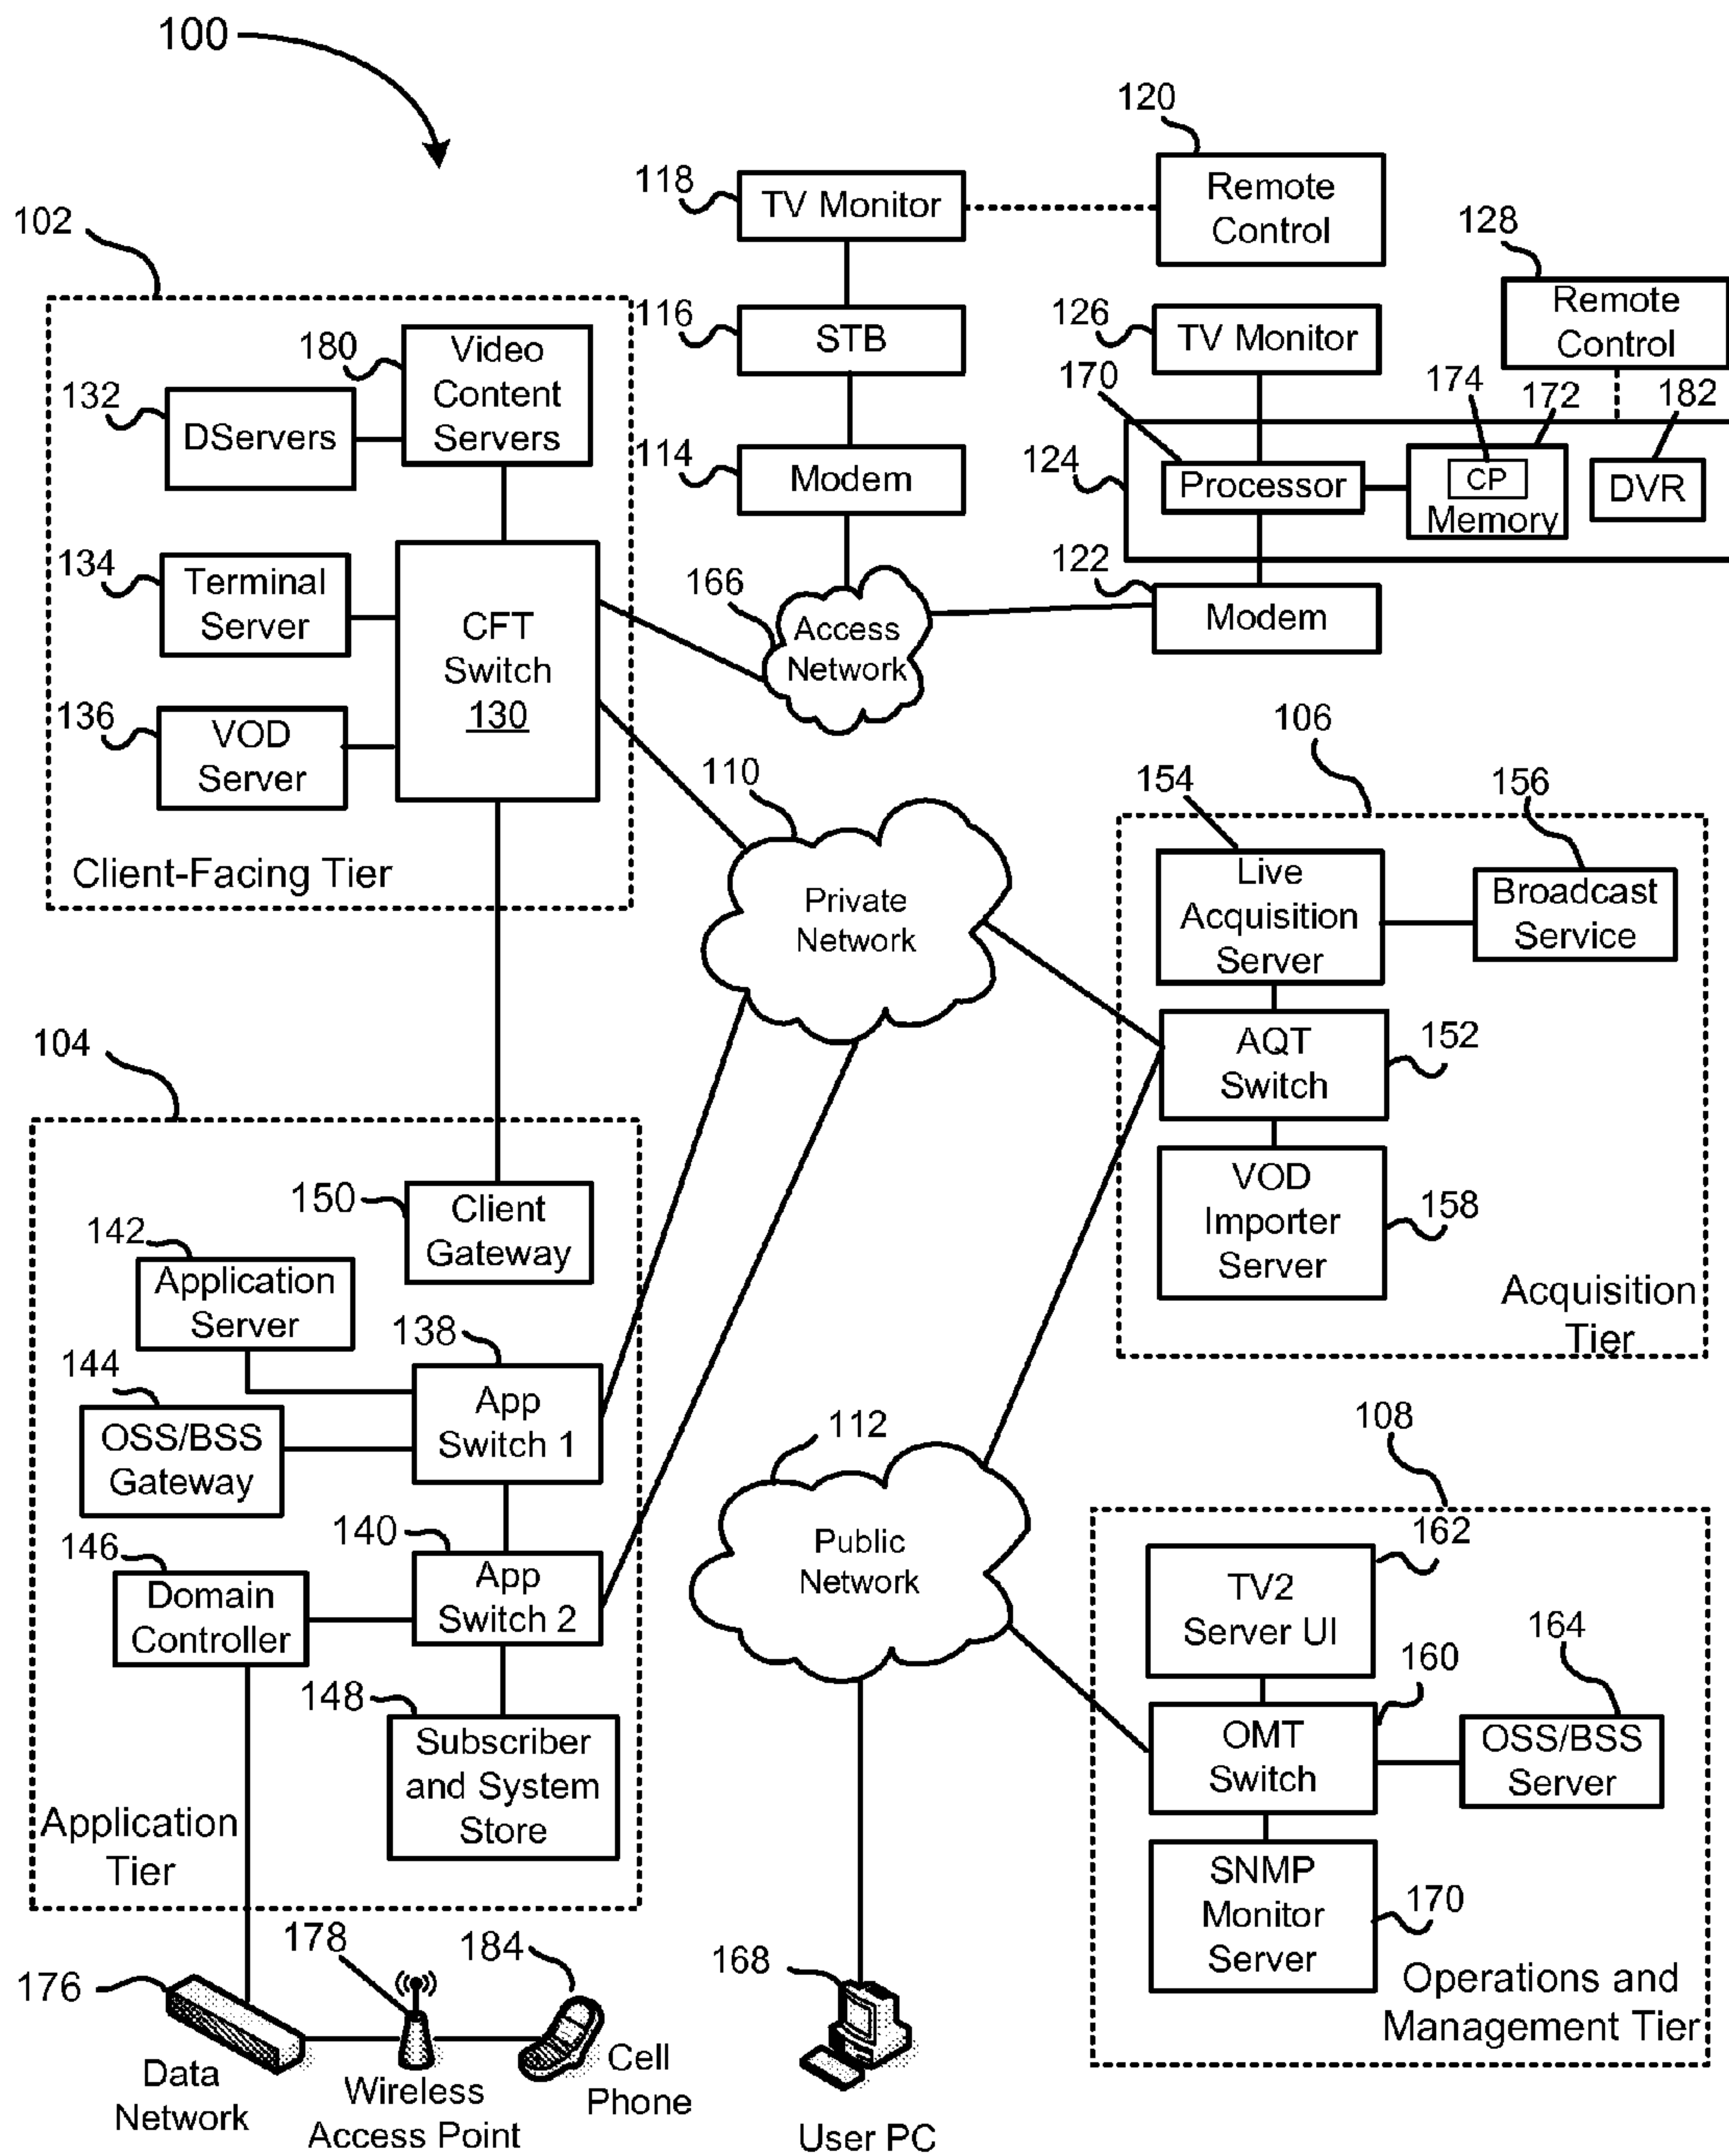 100
120
118
TV Monitor
Remote
Control
102
128
116
STB
126
TV Monitor
Remote
Control
180
Video
Content
Servers
132
DServers
170
174
172
182
114
Modem
124
Processor
CP
Memory
DVR
134
Terminal
Server
CFT
Switch
130
166
Access
Network
122
Modem
136
VOD
Server
110
106
154
156
Client-Facing Tier
Private
Network
Live
Acquisition
Server
Broadcast
Service
104
AQT
Switch
152
150
Client
Gateway
VOD
Importer
Server
158
142
Application
Server
Acquisition
Tier
138
144
App
Switch 1
OSS/BSS
Gateway
112
108
140
146
App
Switch 2
Domain
Controller
Public
Network
162
TV2
Server UI
164
160
148
Subscriber
and System
Store
OMT
Switch
OSS/BSS
Server
Application
Tier
SNMP
Monitor
Server
170
178
184
168
176
Operations and
Management Tier
Data
Network
Wireless
Access Point
Cell
Phone
User PC